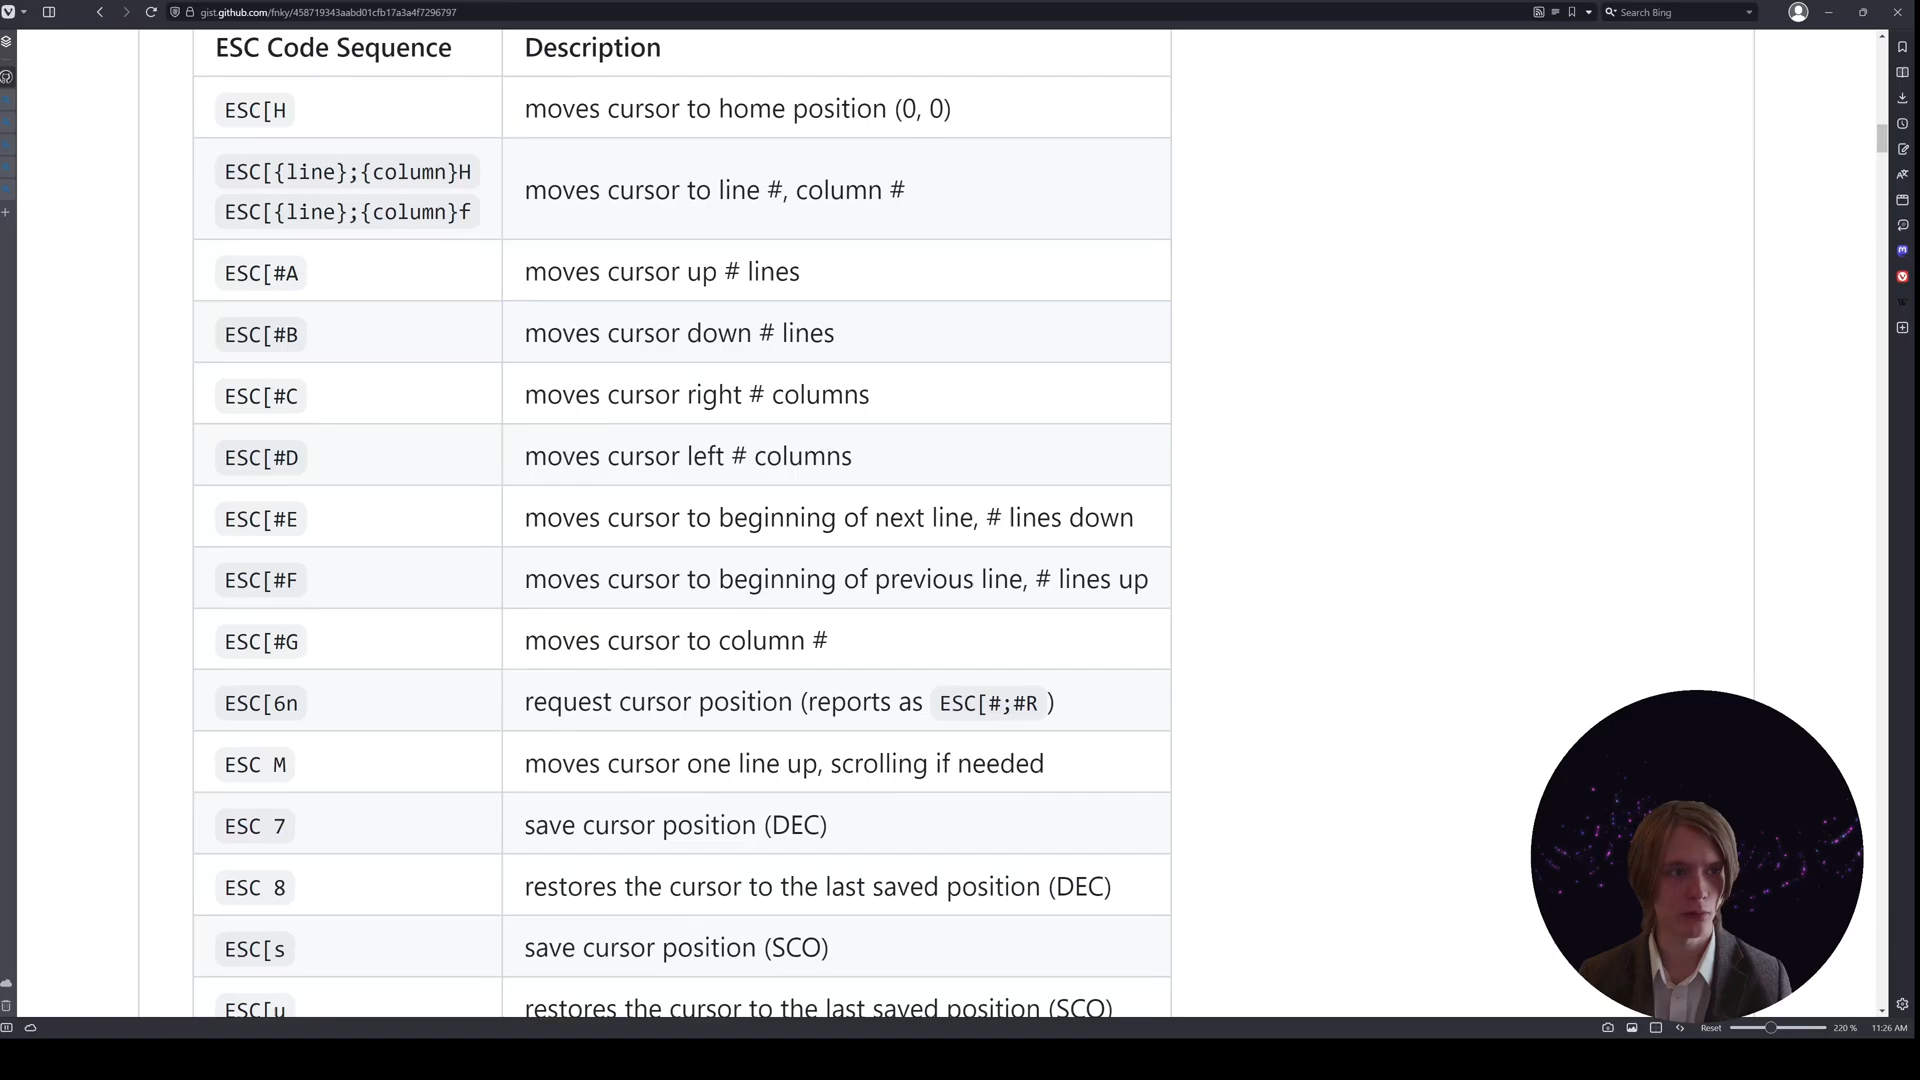 gist.github.com/fnky/458719343aabd01cfb17a3a4f7296797
Search Bing
ESC Code Sequence Description
ESC[H moves cursor to home position (0, 0)
ESC[{line};{column}H
ESC[{line};{column}f
moves cursor to line #, column #
ESC[#A moves cursor up # lines
ESC[#B moves cursor down # lines
ESC[#C moves cursor right # columns
ESC[#D moves cursor left # columns
ESC[#E moves cursor to beginning of next line, # lines down
ESC[#F moves cursor to beginning of previous line, # lines up
ESC[#G moves cursor to column #
ESC[6n request cursor position (reports as ESC[#;#R)
ESC M moves cursor one line up, scrolling if needed
ESC 7 save cursor position (DEC)
ESC 8 restores the cursor to the last saved position (DEC)
ESC[s save cursor position (SCO)
ESC[u restores the cursor to the last saved position (SCO)
Reset 220 % 11:26 AM